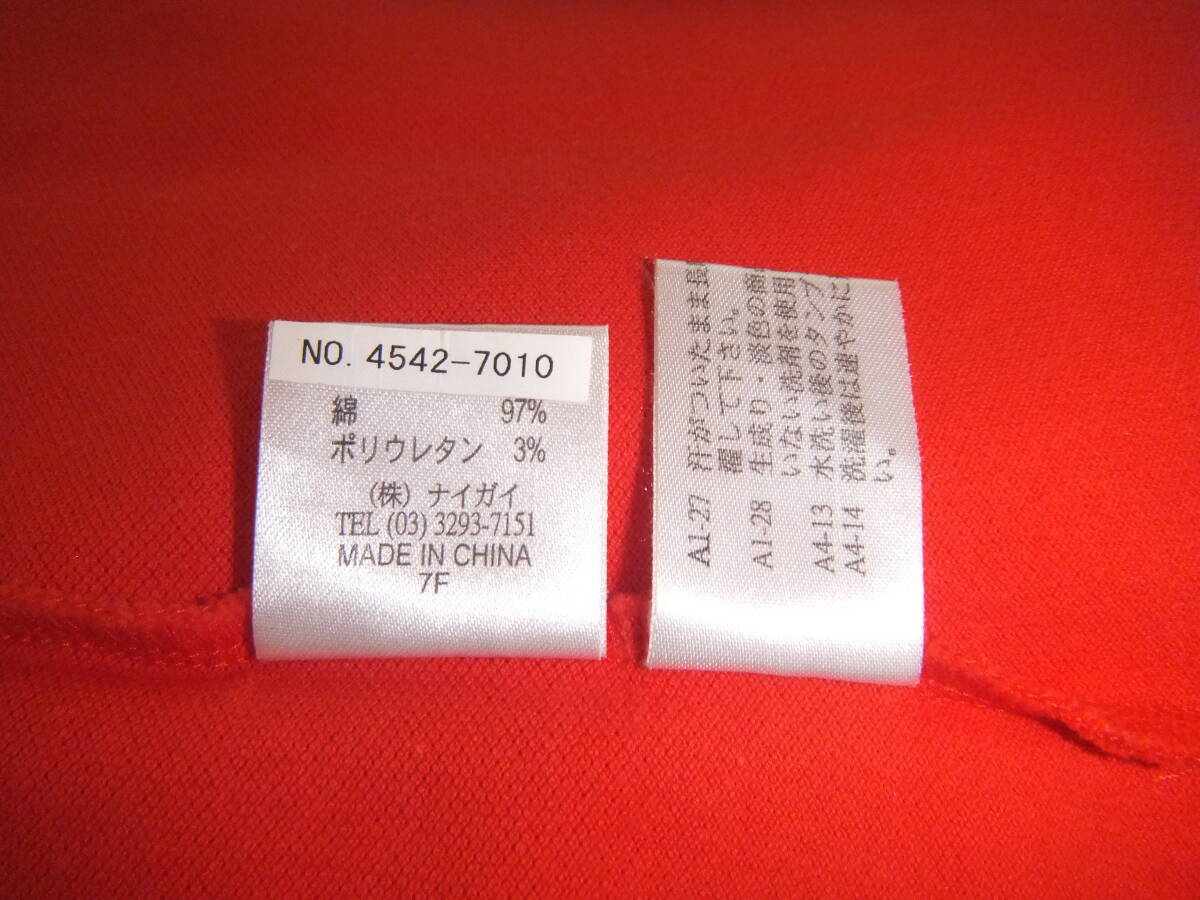 NO. 4542-7010
綿 97%
ポリウレタン 3%
(株) ナイガイ
TEL (03) 3293-7151
MADE IN CHINA
7F
A1-27 汗がついたまま長
濯して下さい。
A1-28 生成り・淡色の商
いない洗剤を使用
A4-13 水洗い後のタンブ
A4-14 洗濯後は速やかに
い。